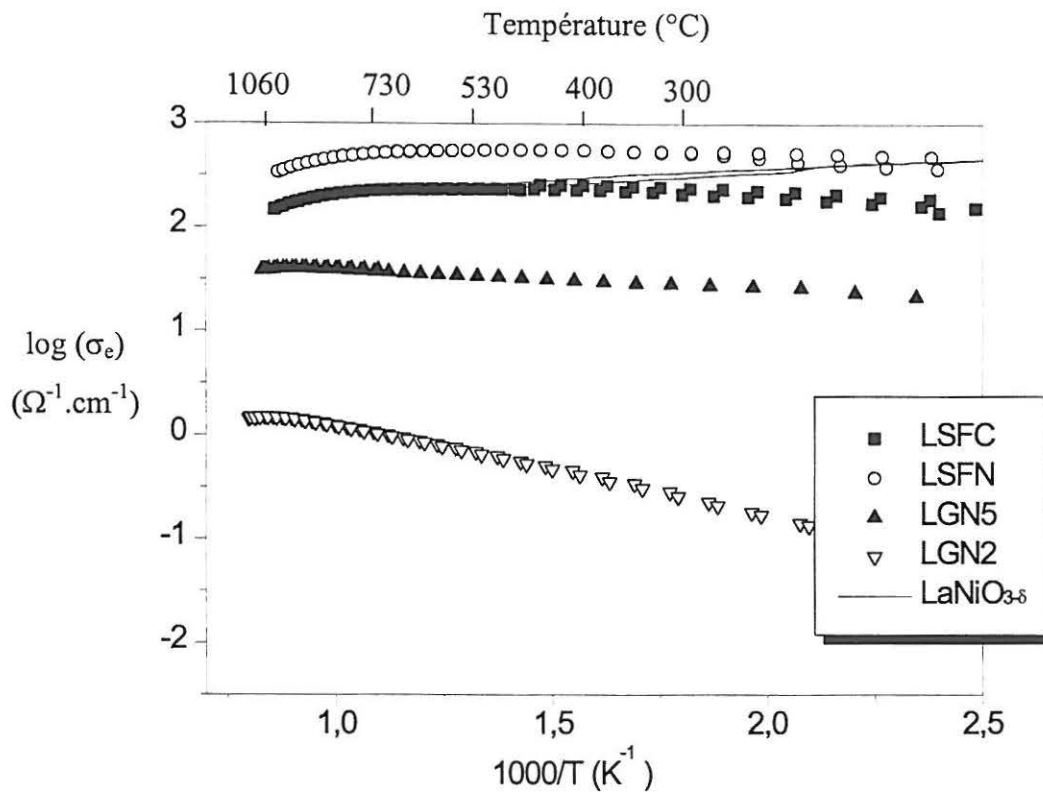 Température (°C)
1060 730 530 400 300
3
2
1
0
-1
-2
log (σₑ)
(Ω⁻¹.cm⁻¹)
LSFC
LSFN
LGN5
LGN2
LaNiO₃₋δ
1,0 1,5 2,0 2,5
1000/T (K⁻¹)